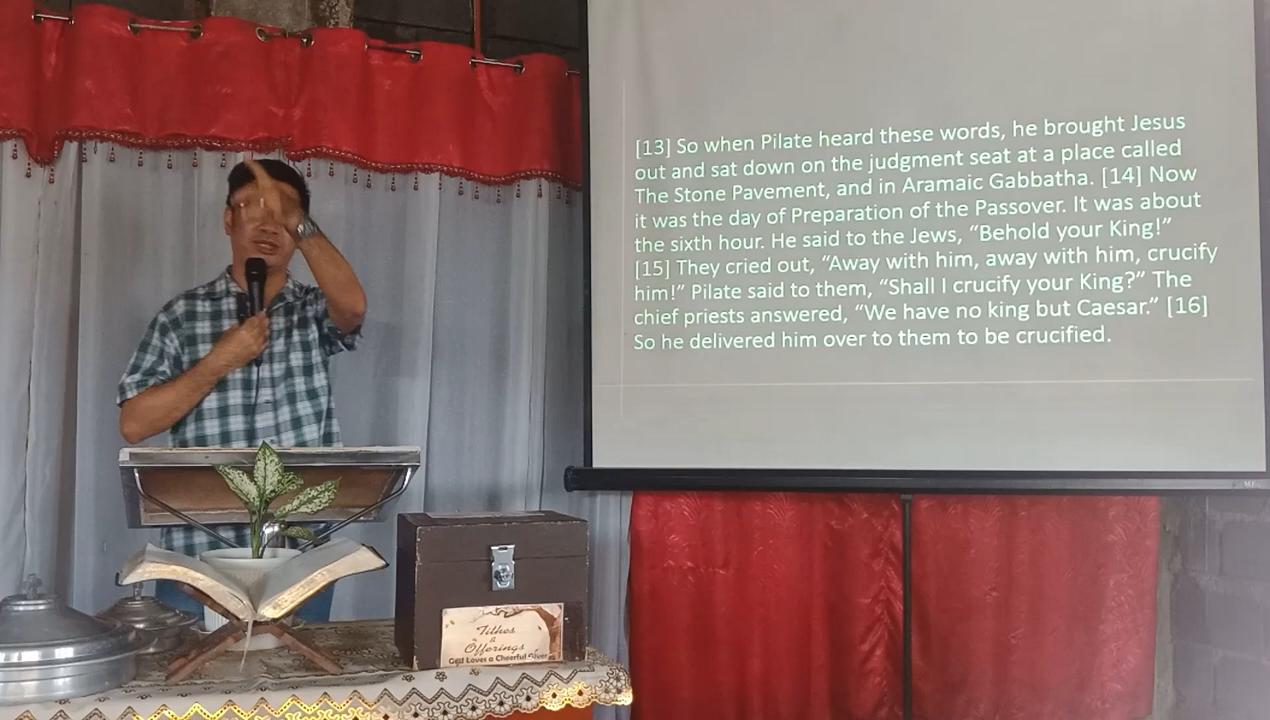 [13] So when Pilate heard these words, he brought Jesus
out and sat down on the judgment seat at a place called
The Stone Pavement, and in Aramaic Gabbatha. [14] Now
it was the day of Preparation of the Passover. It was about
the sixth hour. He said to the Jews, “Behold your King!”
[15] They cried out, “Away with him, away with him, crucify
him!” Pilate said to them, “Shall I crucify your King?” The
chief priests answered, “We have no king but Caesar.” [16]
So he delivered him over to them to be crucified.
Tithes
&
Offerings
God Loves a Cheerful Giver